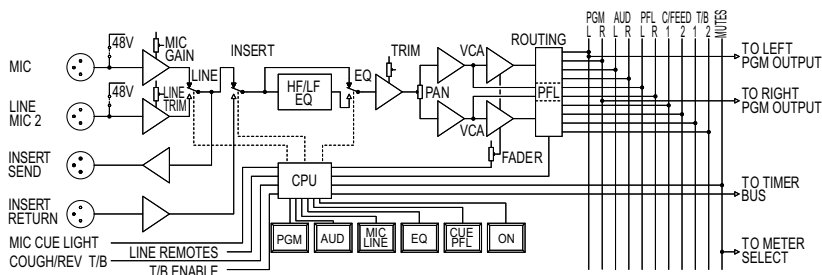 PGM AUD PFL C/FEED T/B MUTES
L R L R L R 1 2 1 2
48V
MIC
GAIN
MIC
LINE
INSERT
EQ
TRIM
VCA
ROUTING
TO LEFT
PGM OUTPUT
48V
LINE
TRIM
LINE
MIC 2
HF/LF
EQ
PAN
PFL
TO RIGHT
PGM OUTPUT
VCA
INSERT
SEND
FADER
CPU
TO TIMER
BUS
INSERT
RETURN
MIC CUE LIGHT
LINE REMOTES
COUGH/REV T/B
T/B ENABLE
PGM
AUD
MIC
LINE
EQ
CUE
PFL
ON
TO METER
SELECT